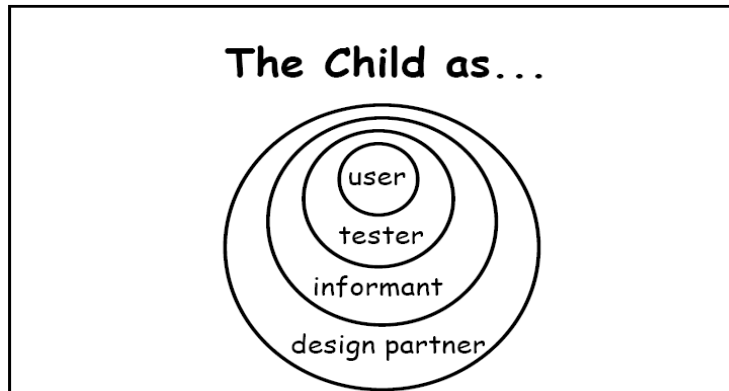 The Child as...
user
tester
informant
design partner